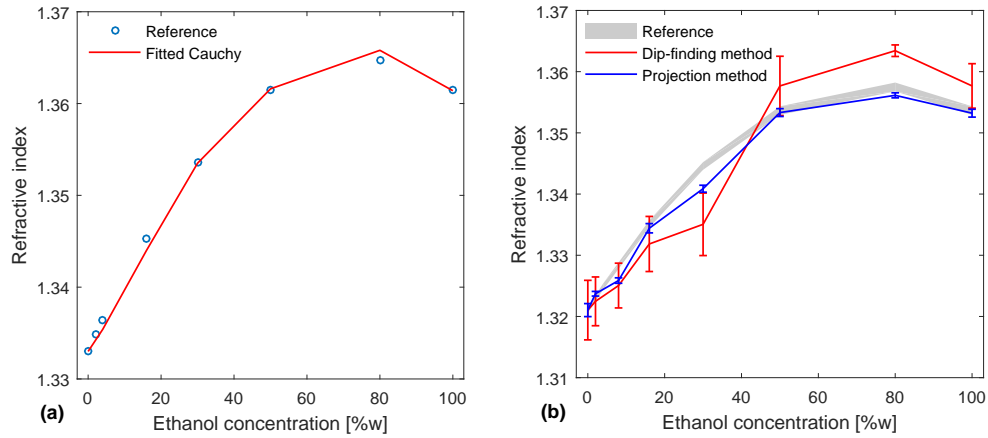 1.37
1.36
1.35
1.34
1.33
Refractive index
Reference
Fitted Cauchy
0 20 40 60 80 100
(a)
Ethanol concentration [%w]
1.37
1.36
1.35
1.34
1.33
1.32
1.31
Refractive index
Reference
Dip-finding method
Projection method
0 20 40 60 80 100
(b)
Ethanol concentration [%w]